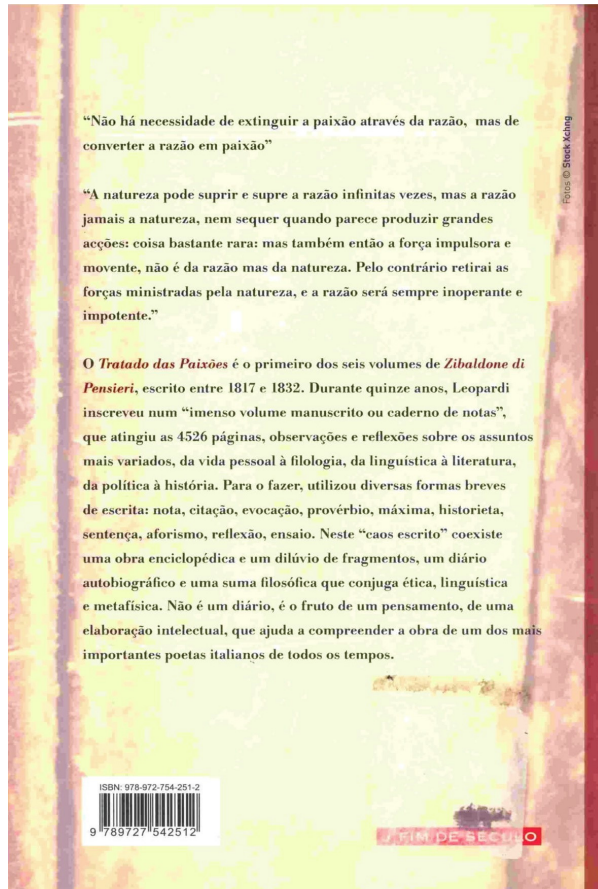 “Não há necessidade de extinguir a paixão através da razão, mas de
converter a razão em paixão”
“A natureza pode suprir e supre a razão infinitas vezes, mas a razão
jamais a natureza, nem sequer quando parece produzir grandes
acções: coisa bastante rara: mas também então a força impulsora e
movente, não é da razão mas da natureza. Pelo contrário retirai as
forças ministradas pela natureza, e a razão será sempre inoperante e
impotente.”
O Tratado das Paixões é o primeiro dos seis volumes de Zibaldone di
Pensieri, escrito entre 1817 e 1832. Durante quinze anos, Leopardi
inscreveu num “imenso volume manuscrito ou caderno de notas”,
que atingiu as 4526 páginas, observações e reflexões sobre os assuntos
mais variados, da vida pessoal à filologia, da linguística à literatura,
da política à história. Para o fazer, utilizou diversas formas breves
de escrita: nota, citação, evocação, provérbio, máxima, historieta,
sentença, aforismo, reflexão, ensaio. Neste “caos escrito” coexiste
uma obra enciclopédica e um dilúvio de fragmentos, um diário
autobiográfico e uma suma filosófica que conjuga ética, linguística
e metafísica. Não é um diário, é o fruto de um pensamento, de uma
elaboração intelectual, que ajuda a compreender a obra de um dos mais
importantes poetas italianos de todos os tempos.
Fotos © Stock Xchng
ISBN: 978-972-754-251-2
9 789727 542512
FIM DE SÉCULO